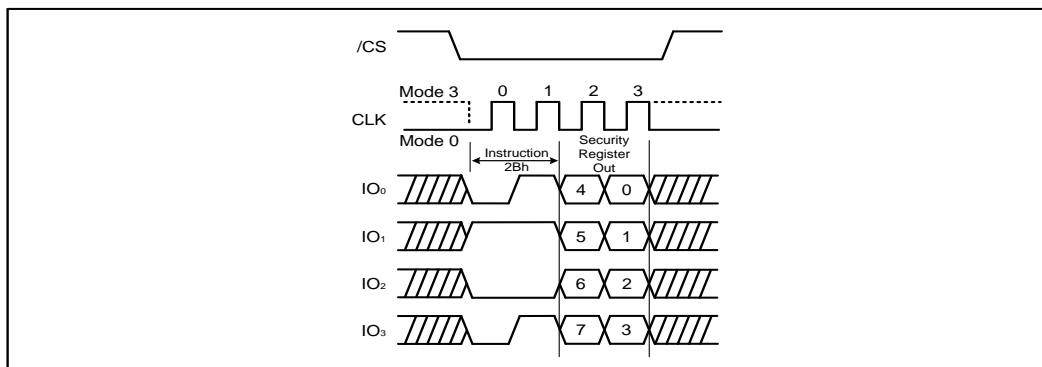 /CS
Mode 3 0 1 2 3
CLK
Mode 0
Instruction
2Bh
Security
Register
Out
IO₀ 4 0
IO₁ 5 1
IO₂ 6 2
IO₃ 7 3